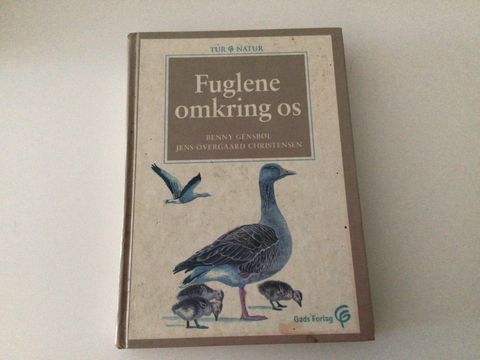 TUR & NATUR
Fuglene
omkring os
BENNY GENSBØL
JENS OVERGAARD CHRISTENSEN
Gads Forlag